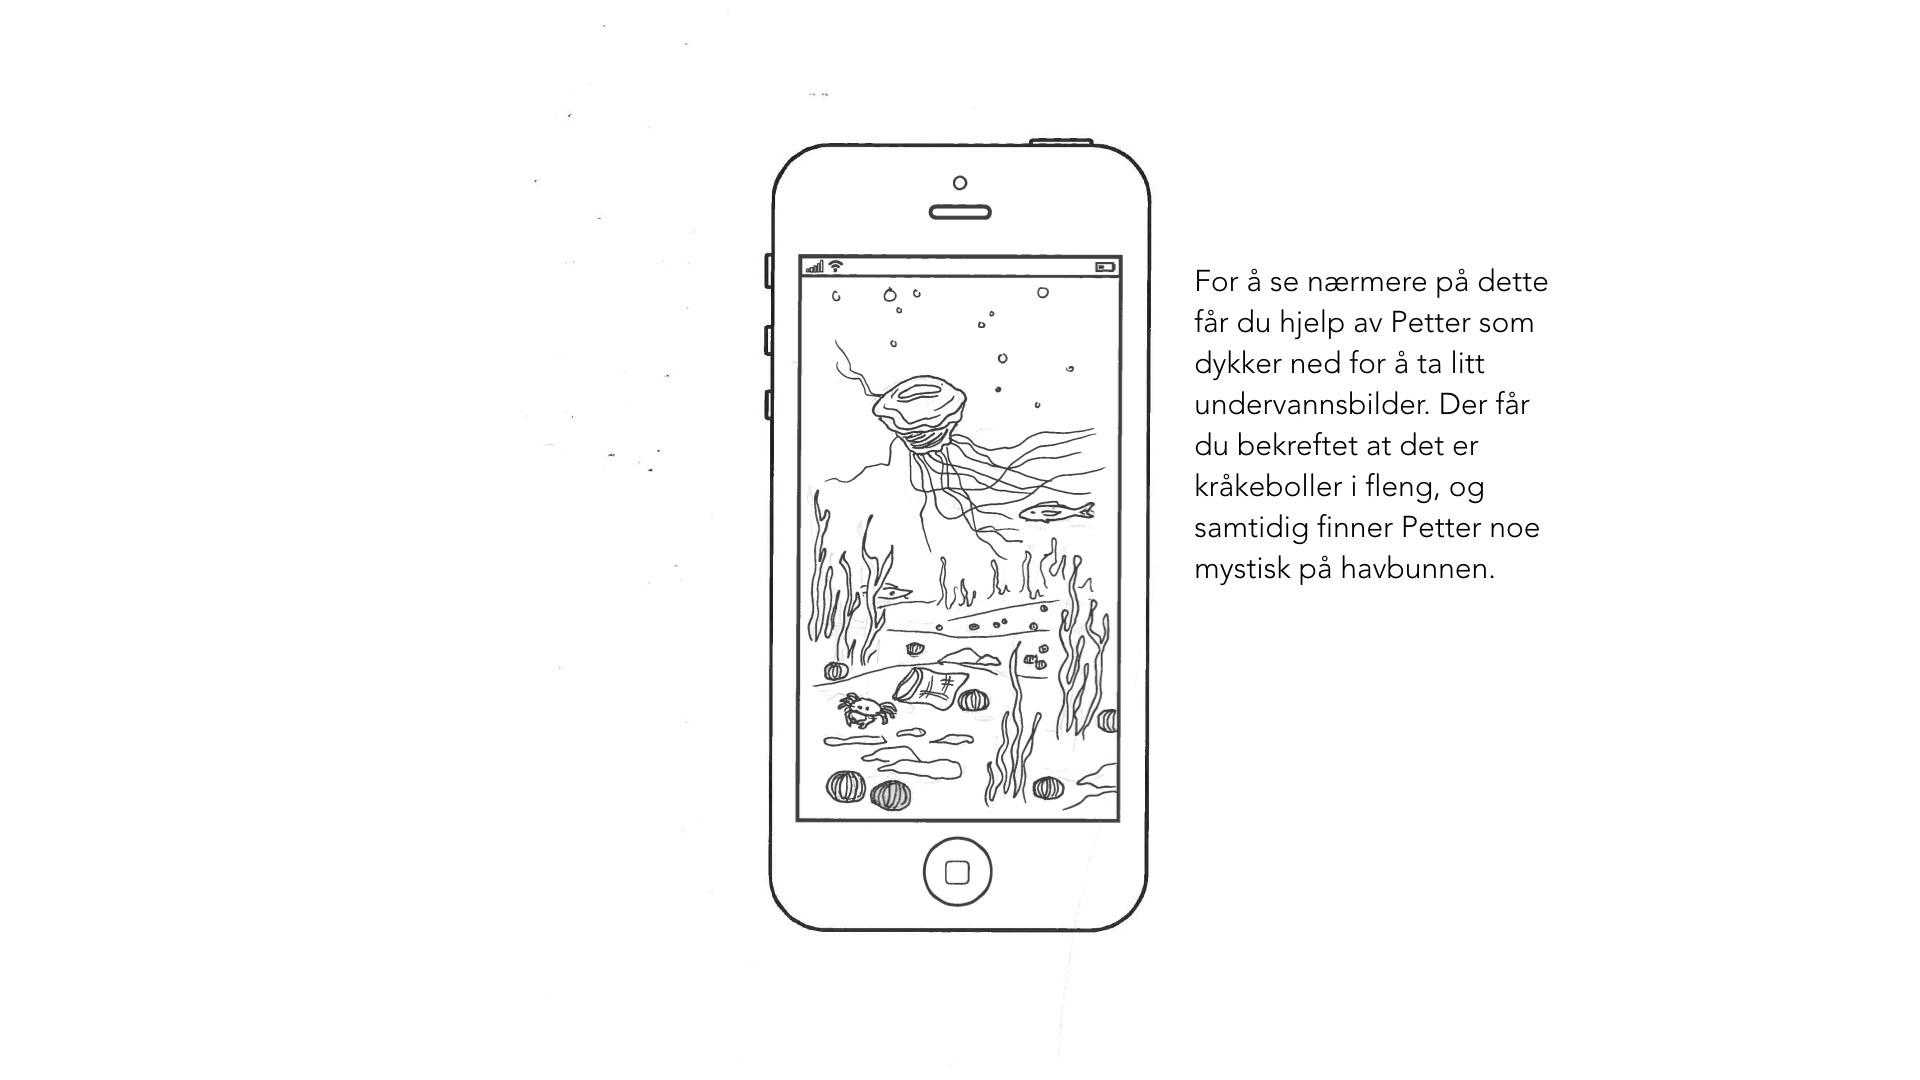 For å se nærmere på dette
får du hjelp av Petter som
dykker ned for å ta litt
undervannsbilder. Der får
du bekreftet at det er
kråkeboller i fleng, og
samtidig finner Petter noe
mystisk på havbunnen.